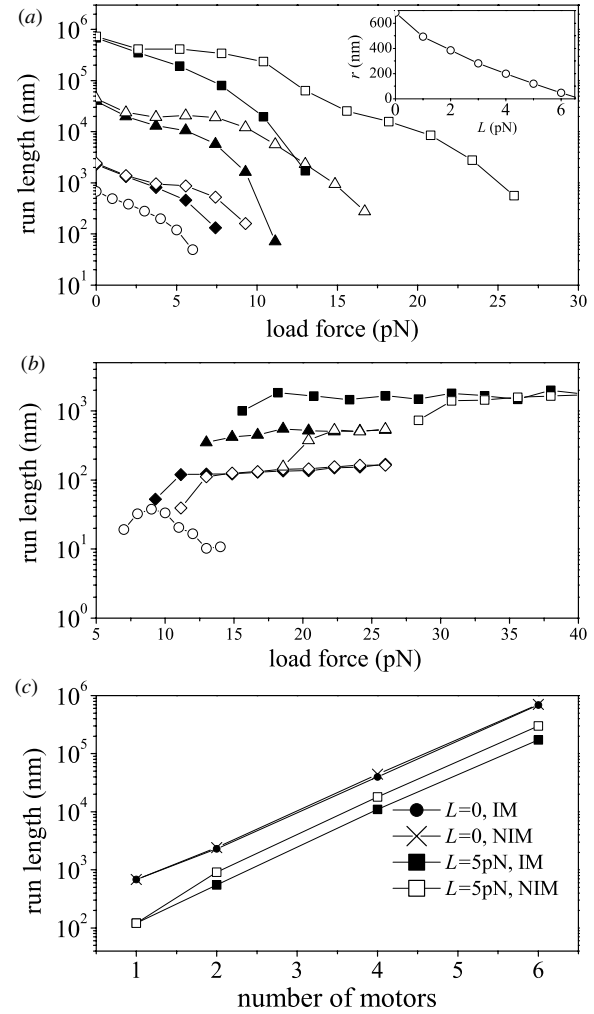 (a)
10^6
10^5
10^4
10^3
10^2
10^1
run length (nm)
0 5 10 15 20 25 30
load force (pN)
600
400
200
0
r (nm)
0 1 2 3 4 5 6
L (pN)
(b)
10^3
10^2
10^1
10^0
run length (nm)
5 10 15 20 25 30 35 40
load force (pN)
(c)
10^6
10^5
10^4
10^3
10^2
run length (nm)
L=0, IM
L=0, NIM
L=5pN, IM
L=5pN, NIM
1 2 3 4 5 6
number of motors